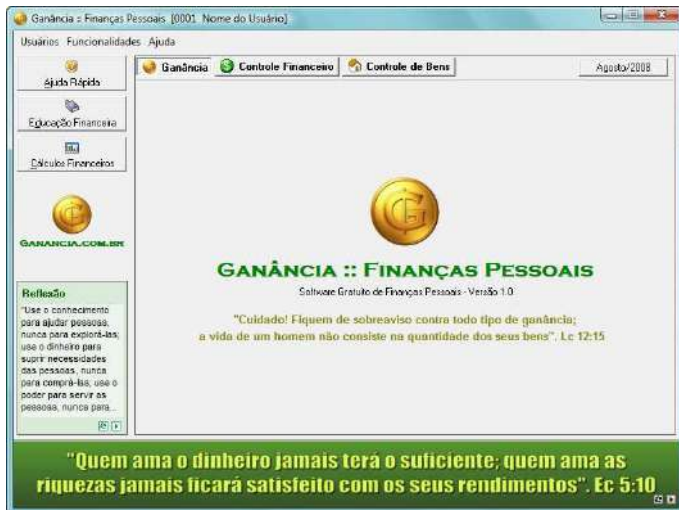 Ganância :: Finanças Pessoais [0001 Nome do Usuário]
Usuários Funcionalidades Ajuda
Ajuda Rápida
Educação Financeira
Cálculos Financeiros
GANANCIA.COM.BR
Reflexão
"Use o conhecimento
para ajudar pessoas,
nunca para explorá-las;
use o dinheiro para
suprir necessidades
das pessoas, nunca
para comprá-las; use o
poder para servir as
pessoas, nunca para...
Ganância Controle Financeiro Controle de Bens Agosto/2008
GANÂNCIA :: FINANÇAS PESSOAIS
Software Gratuito de Finanças Pessoais - Versão 1.0
"Cuidado! Fiquem de sobreaviso contra todo tipo de ganância;
a vida de um homem não consiste na quantidade dos seus bens". Lc 12:15
"Quem ama o dinheiro jamais terá o suficiente; quem ama as
riquezas jamais ficará satisfeito com os seus rendimentos". Ec 5:10